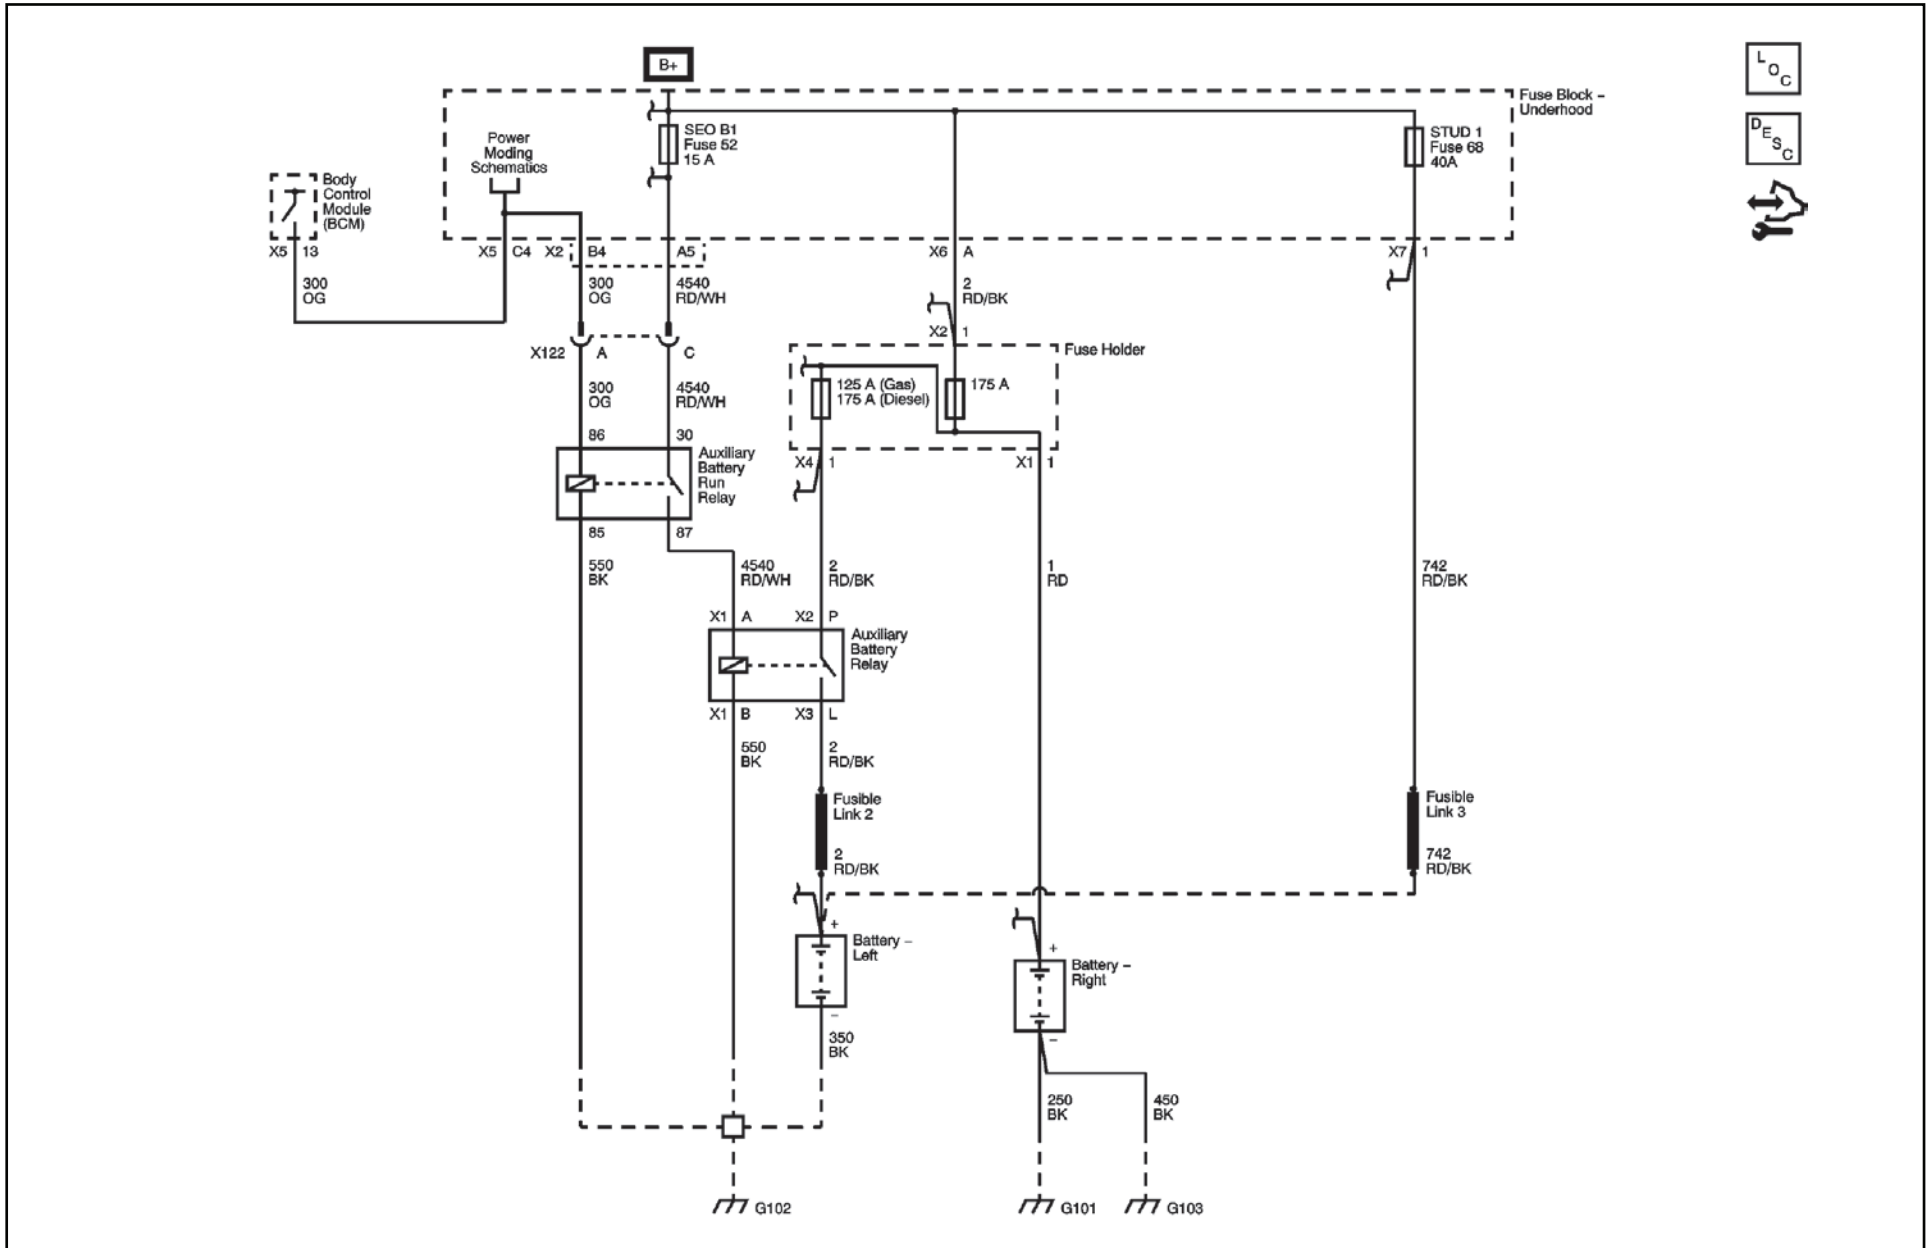 B+
L
O
C
Fuse Block –
Underhood
SEO B1
Fuse 52
15 A
STUD 1
Fuse 68
40A
D
E
S
C
Power
Moding
Schematics
Body
Control
Module
(BCM)
X5 13
X5 C4
X2 B4
A5
X6 A
X7 1
300
OG
300
OG
4540
RD/WH
2
RD/BK
X2 1
X122 A
C
Fuse Holder
125 A (Gas)
175 A (Diesel)
175 A
300
OG
4540
RD/WH
86
30
Auxiliary
Battery
Run
Relay
X4 1
X1 1
85
87
550
BK
4540
RD/WH
2
RD/BK
1
RD
742
RD/BK
X1 A
X2 P
Auxiliary
Battery
Relay
X1 B
X3 L
550
BK
2
RD/BK
Fusible
Link 2
Fusible
Link 3
2
RD/BK
742
RD/BK
+
Battery –
Left
–
+
Battery –
Right
–
350
BK
250
BK
450
BK
G102
G101
G103